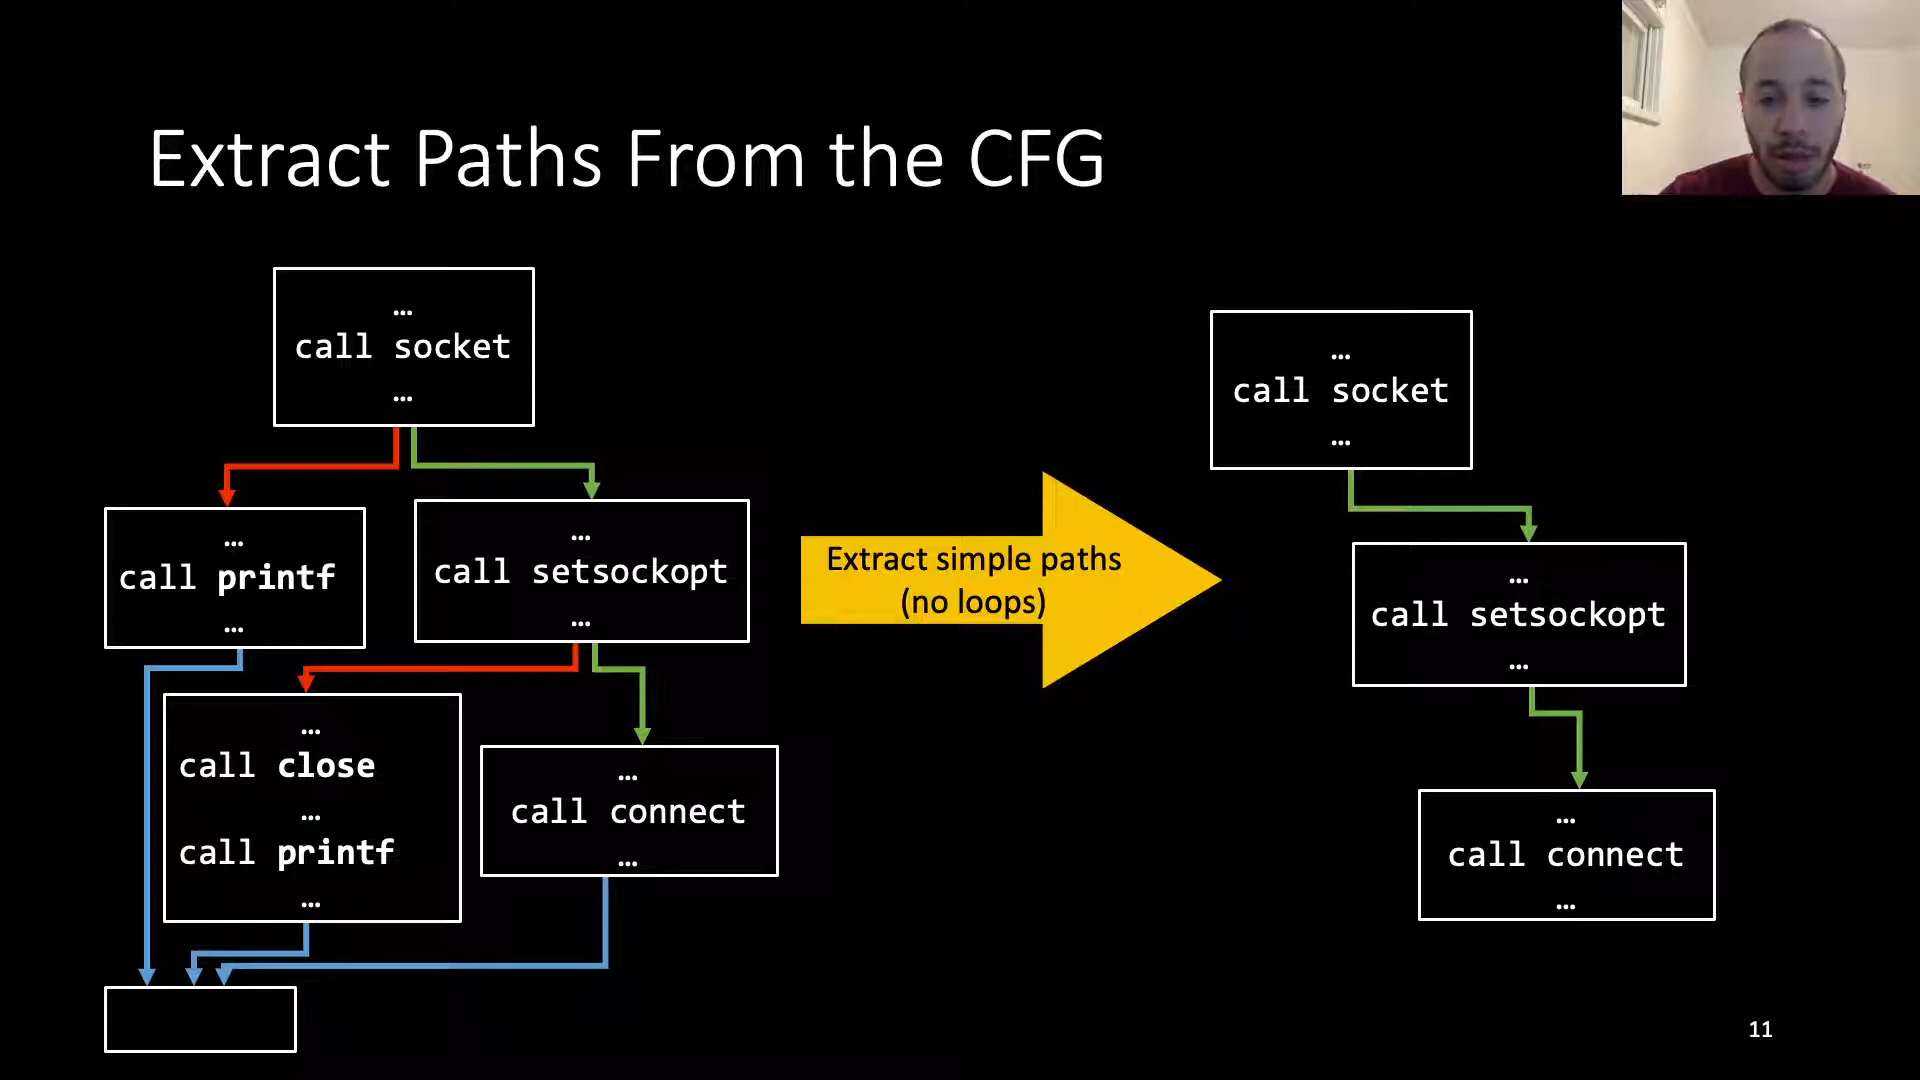 Extract Paths From the CFG
…
call socket
…
…
call printf
…
…
call setsockopt
…
…
call close
…
call printf
…
…
call connect
…
Extract simple paths
(no loops)
…
call socket
…
…
call setsockopt
…
…
call connect
…
11